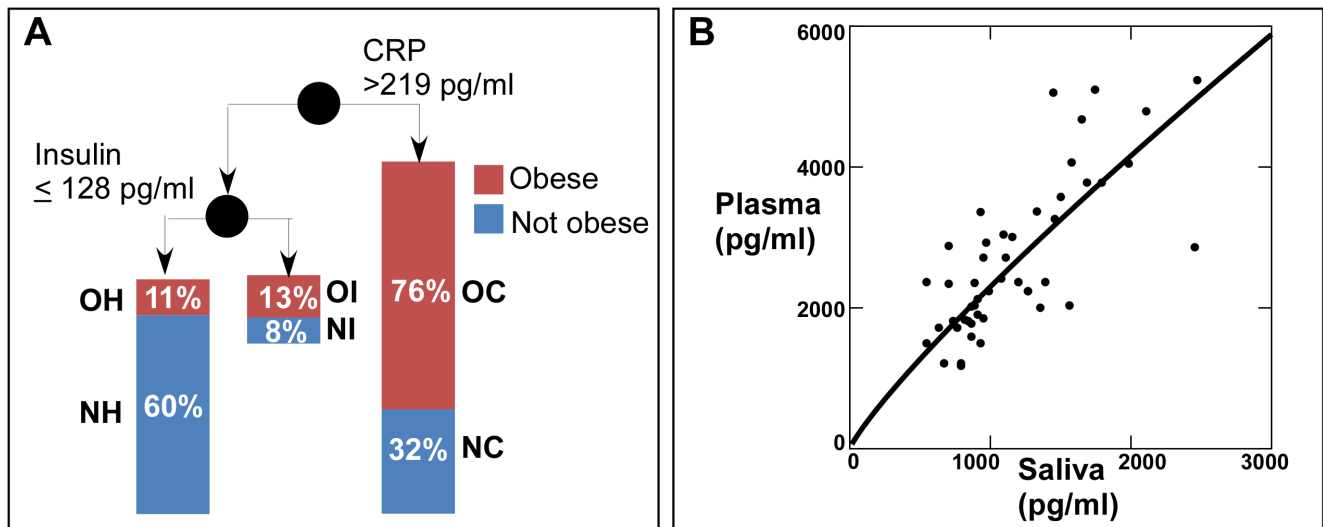 A
CRP
>219 pg/ml
Insulin
≤ 128 pg/ml
Obese
Not obese
OH
11%
13%
OI
8%
NI
76%
OC
NH
60%
32%
NC
B
6000
4000
Plasma
(pg/ml)
2000
0
0
1000
2000
3000
Saliva
(pg/ml)